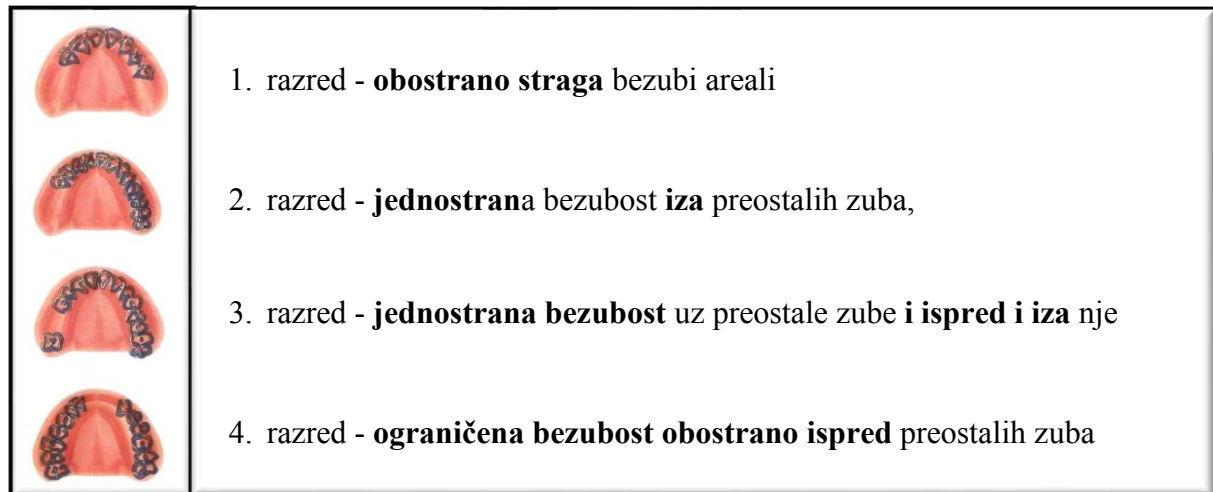 1. razred - obostrano straga bezubi areali
2. razred - jednostrana bezubost iza preostalih zuba,
3. razred - jednostrana bezubost uz preostale zube i ispred i iza nje
4. razred - ograničena bezubost obostrano ispred preostalih zuba